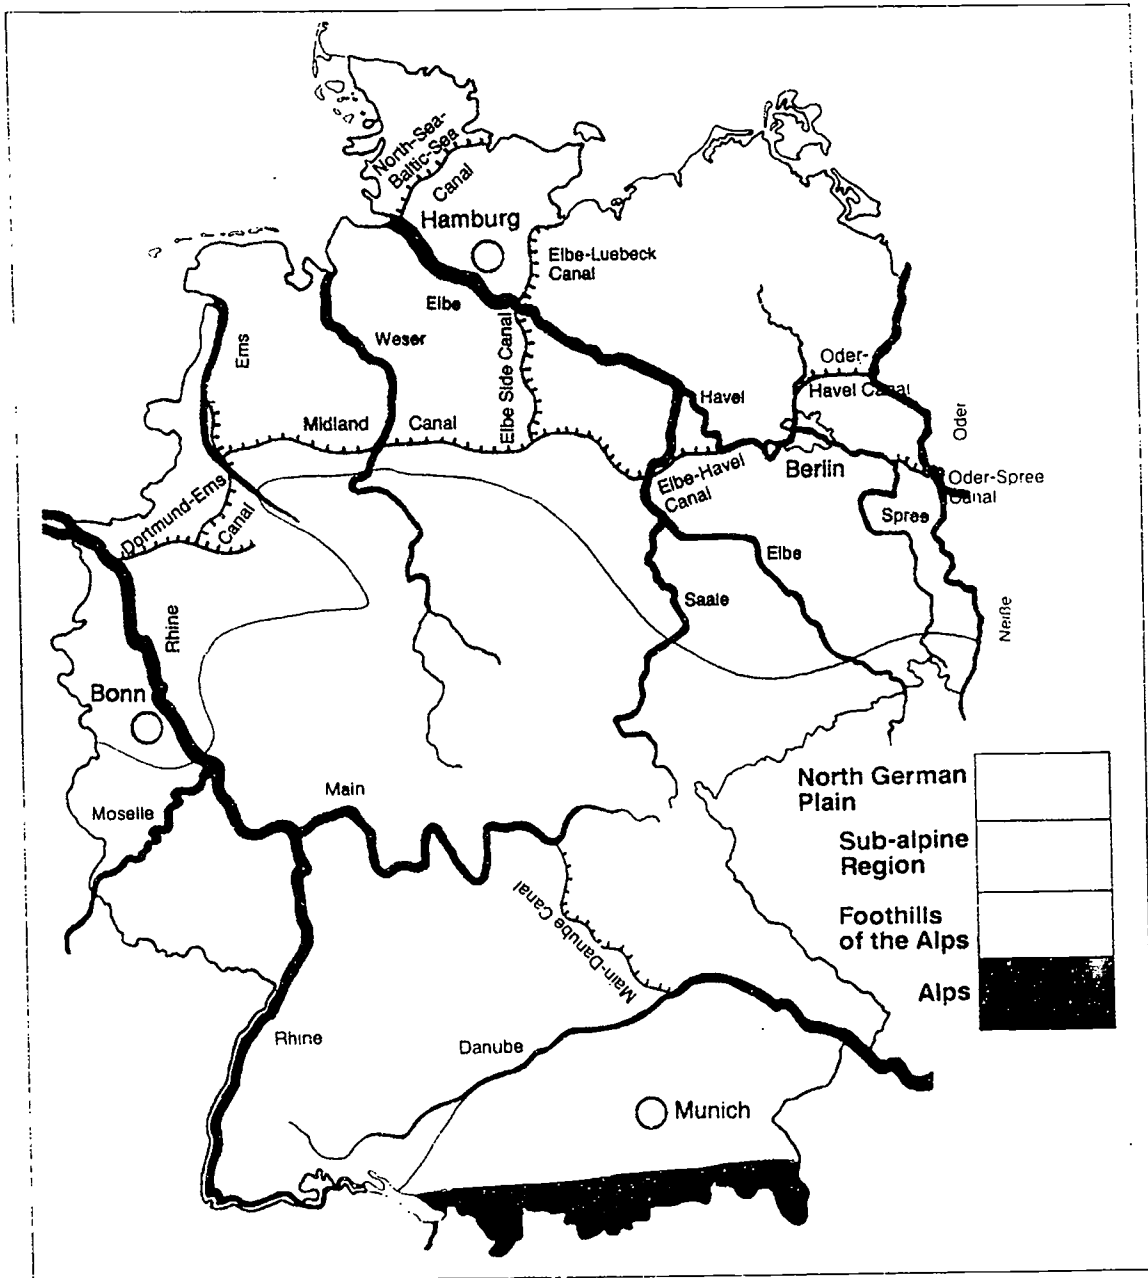 North-Sea-
Baltic-Sea
Canal
Hamburg
Elbe-Luebeck
Canal
Elbe
Weser
Ems
Elbe Side Canal
Oder-
Havel Canal
Havel
Oder
Midland
Canal
Berlin
Elbe-Havel
Canal
Oder-Spree
Canal
Dortmund-Ems
Canal
Spree
Elbe
Saale
Neiße
Rhine
Bonn
North German
Plain
Moselle
Main
Sub-alpine
Region
Main-Danube Canal
Foothills
of the Alps
Alps
Rhine
Danube
Munich